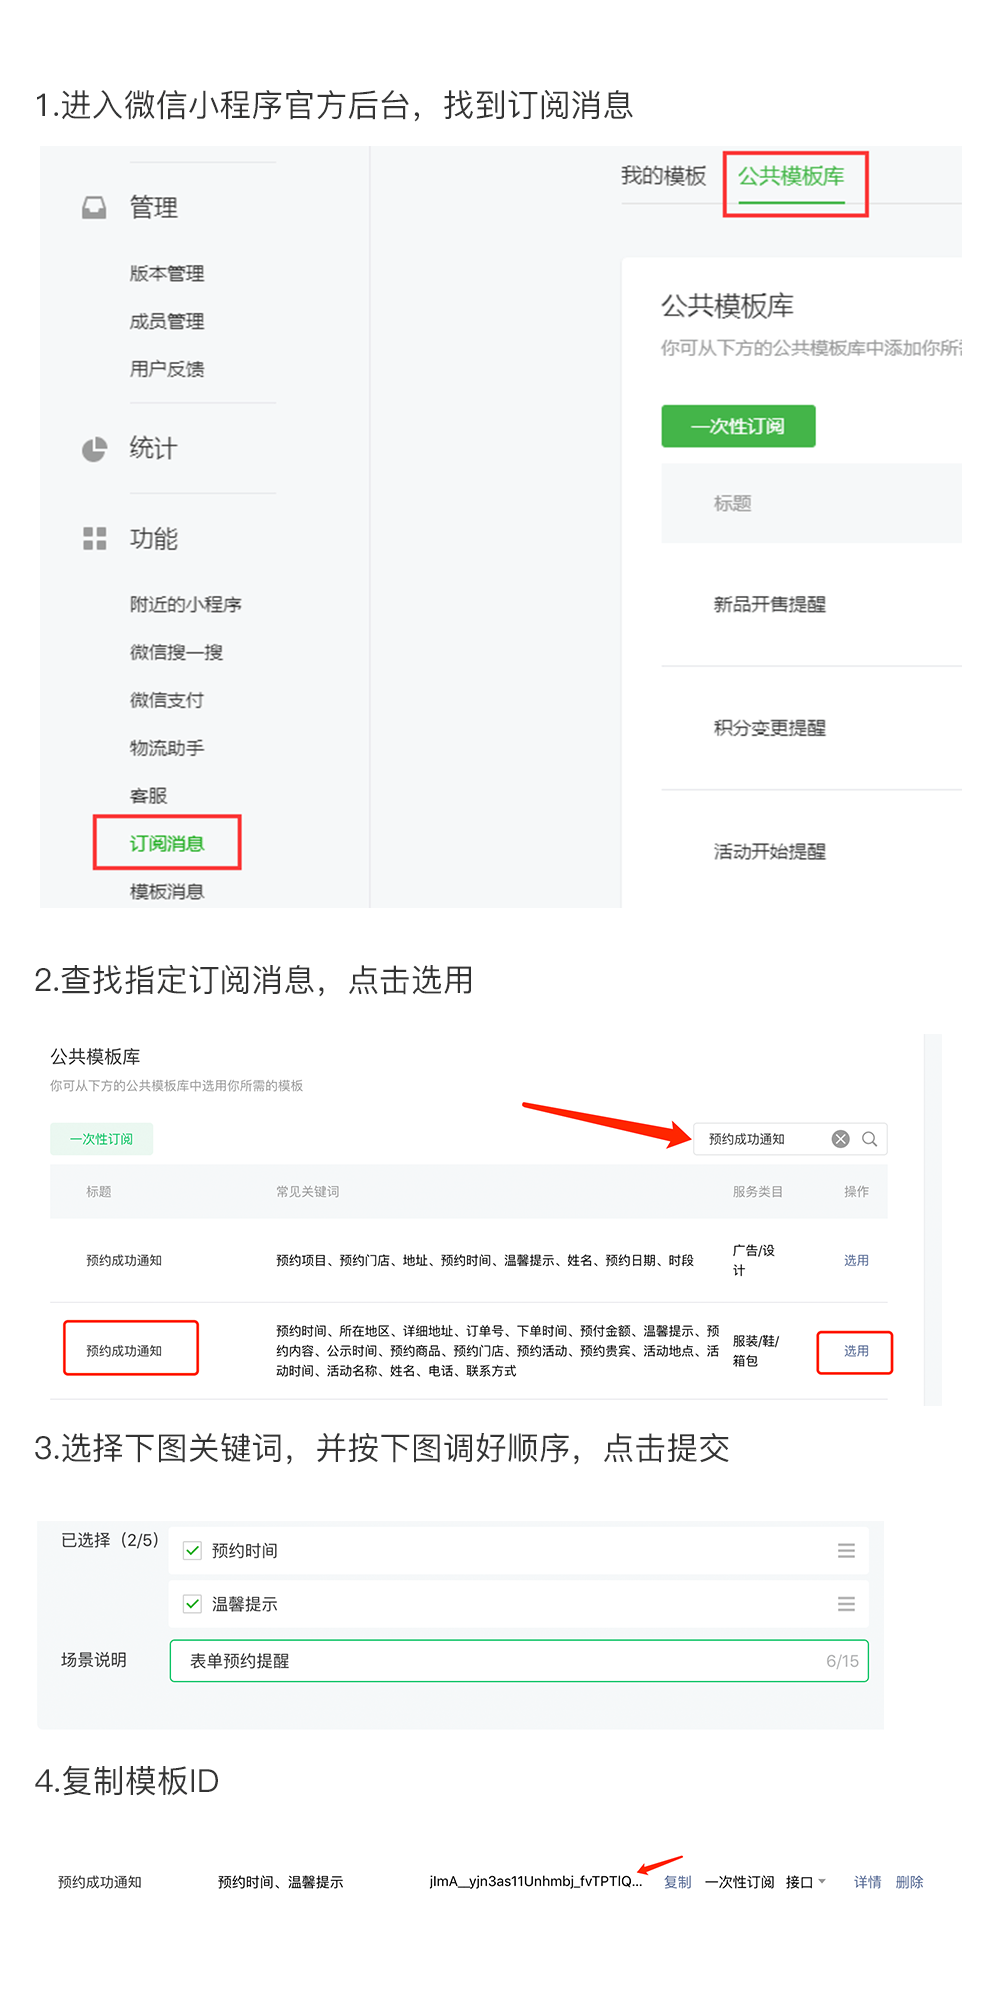 1.进入微信小程序官方后台，找到订阅消息
我的模板 公共模板库
管理
版本管理
成员管理
用户反馈
统计
功能
附近的小程序
微信搜一搜
微信支付
物流助手
客服
订阅消息
模板消息
公共模板库
你可从下方的公共模板库中添加你所
一次性订阅
标题
新品开售提醒
积分变更提醒
活动开始提醒
2.查找指定订阅消息，点击选用
公共模板库
你可从下方的公共模板库中选用你所需的模板
一次性订阅 预约成功通知
标题 常见关键词 服务类目 操作
预约成功通知 预约项目、预约门店、地址、预约时间、温馨提示、姓名、预约日期、时段 广告/设
计 选用
预约成功通知 预约时间、所在地区、详细地址、订单号、下单时间、预付金额、温馨提示、预
约内容、公示时间、预约商品、预约门店、预约活动、预约贵宾、活动地点、活
动时间、活动名称、姓名、电话、联系方式
服装/鞋/
箱包 选用
3.选择下图关键词，并按下图调好顺序，点击提交
已选择（2/5） 预约时间
温馨提示
场景说明 表单预约提醒 6/15
4.复制模板ID
预约成功通知 预约时间、温馨提示 jImA__yjn3as11Unhmbj_fvTPTIQ... 复制 一次性订阅 接口 详情 删除